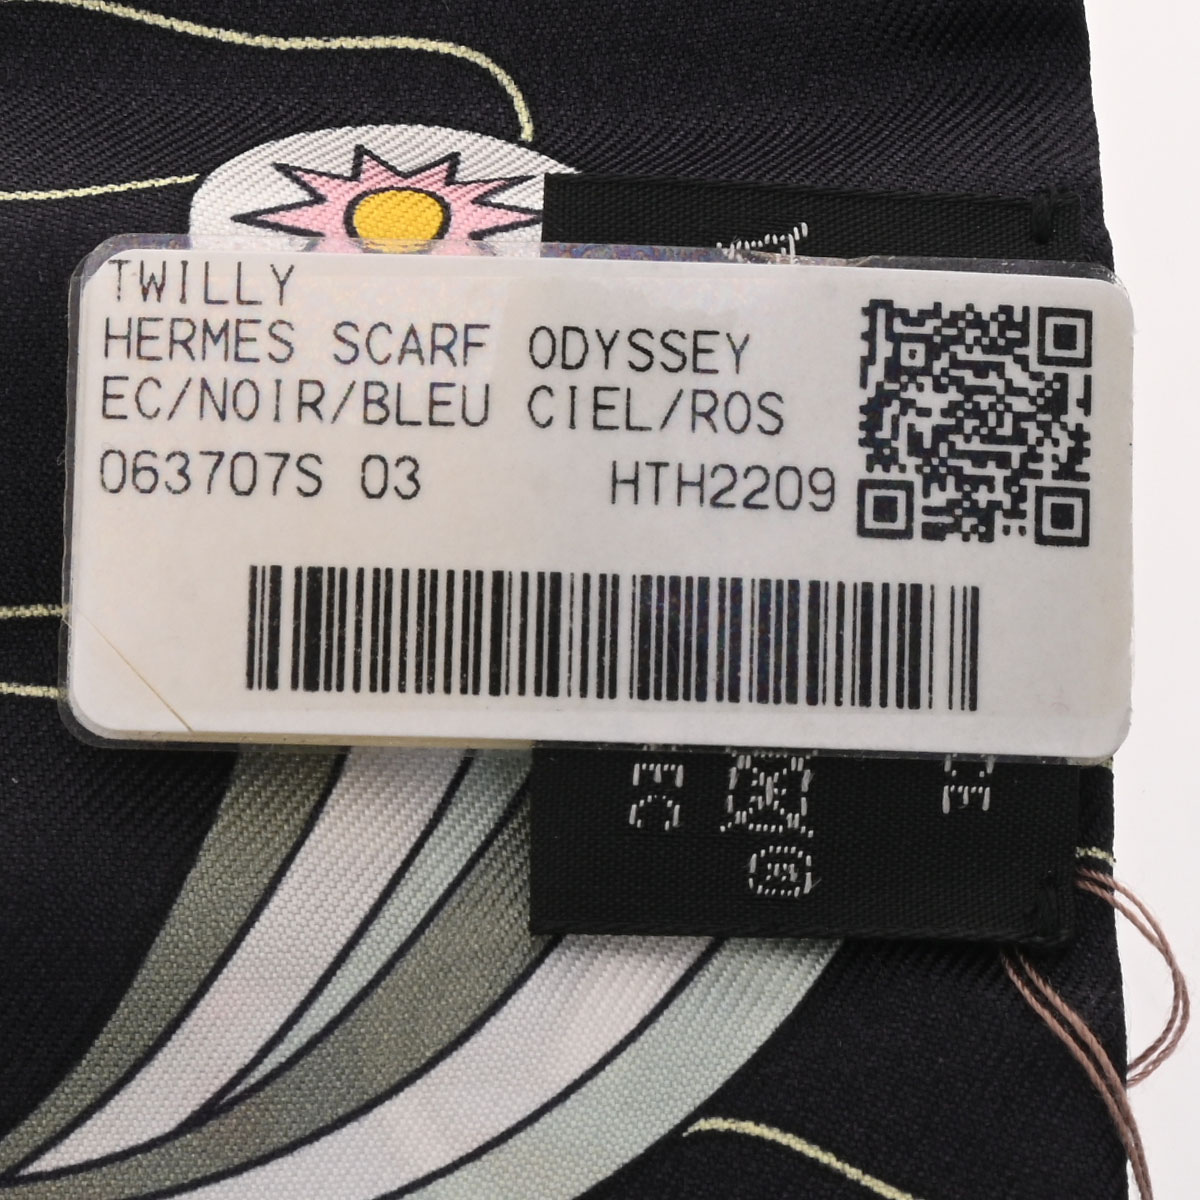 TWILLY
HERMES SCARF ODYSSEY
EC/NOIR/BLEU CIEL/ROS
063707S 03 HTH2209